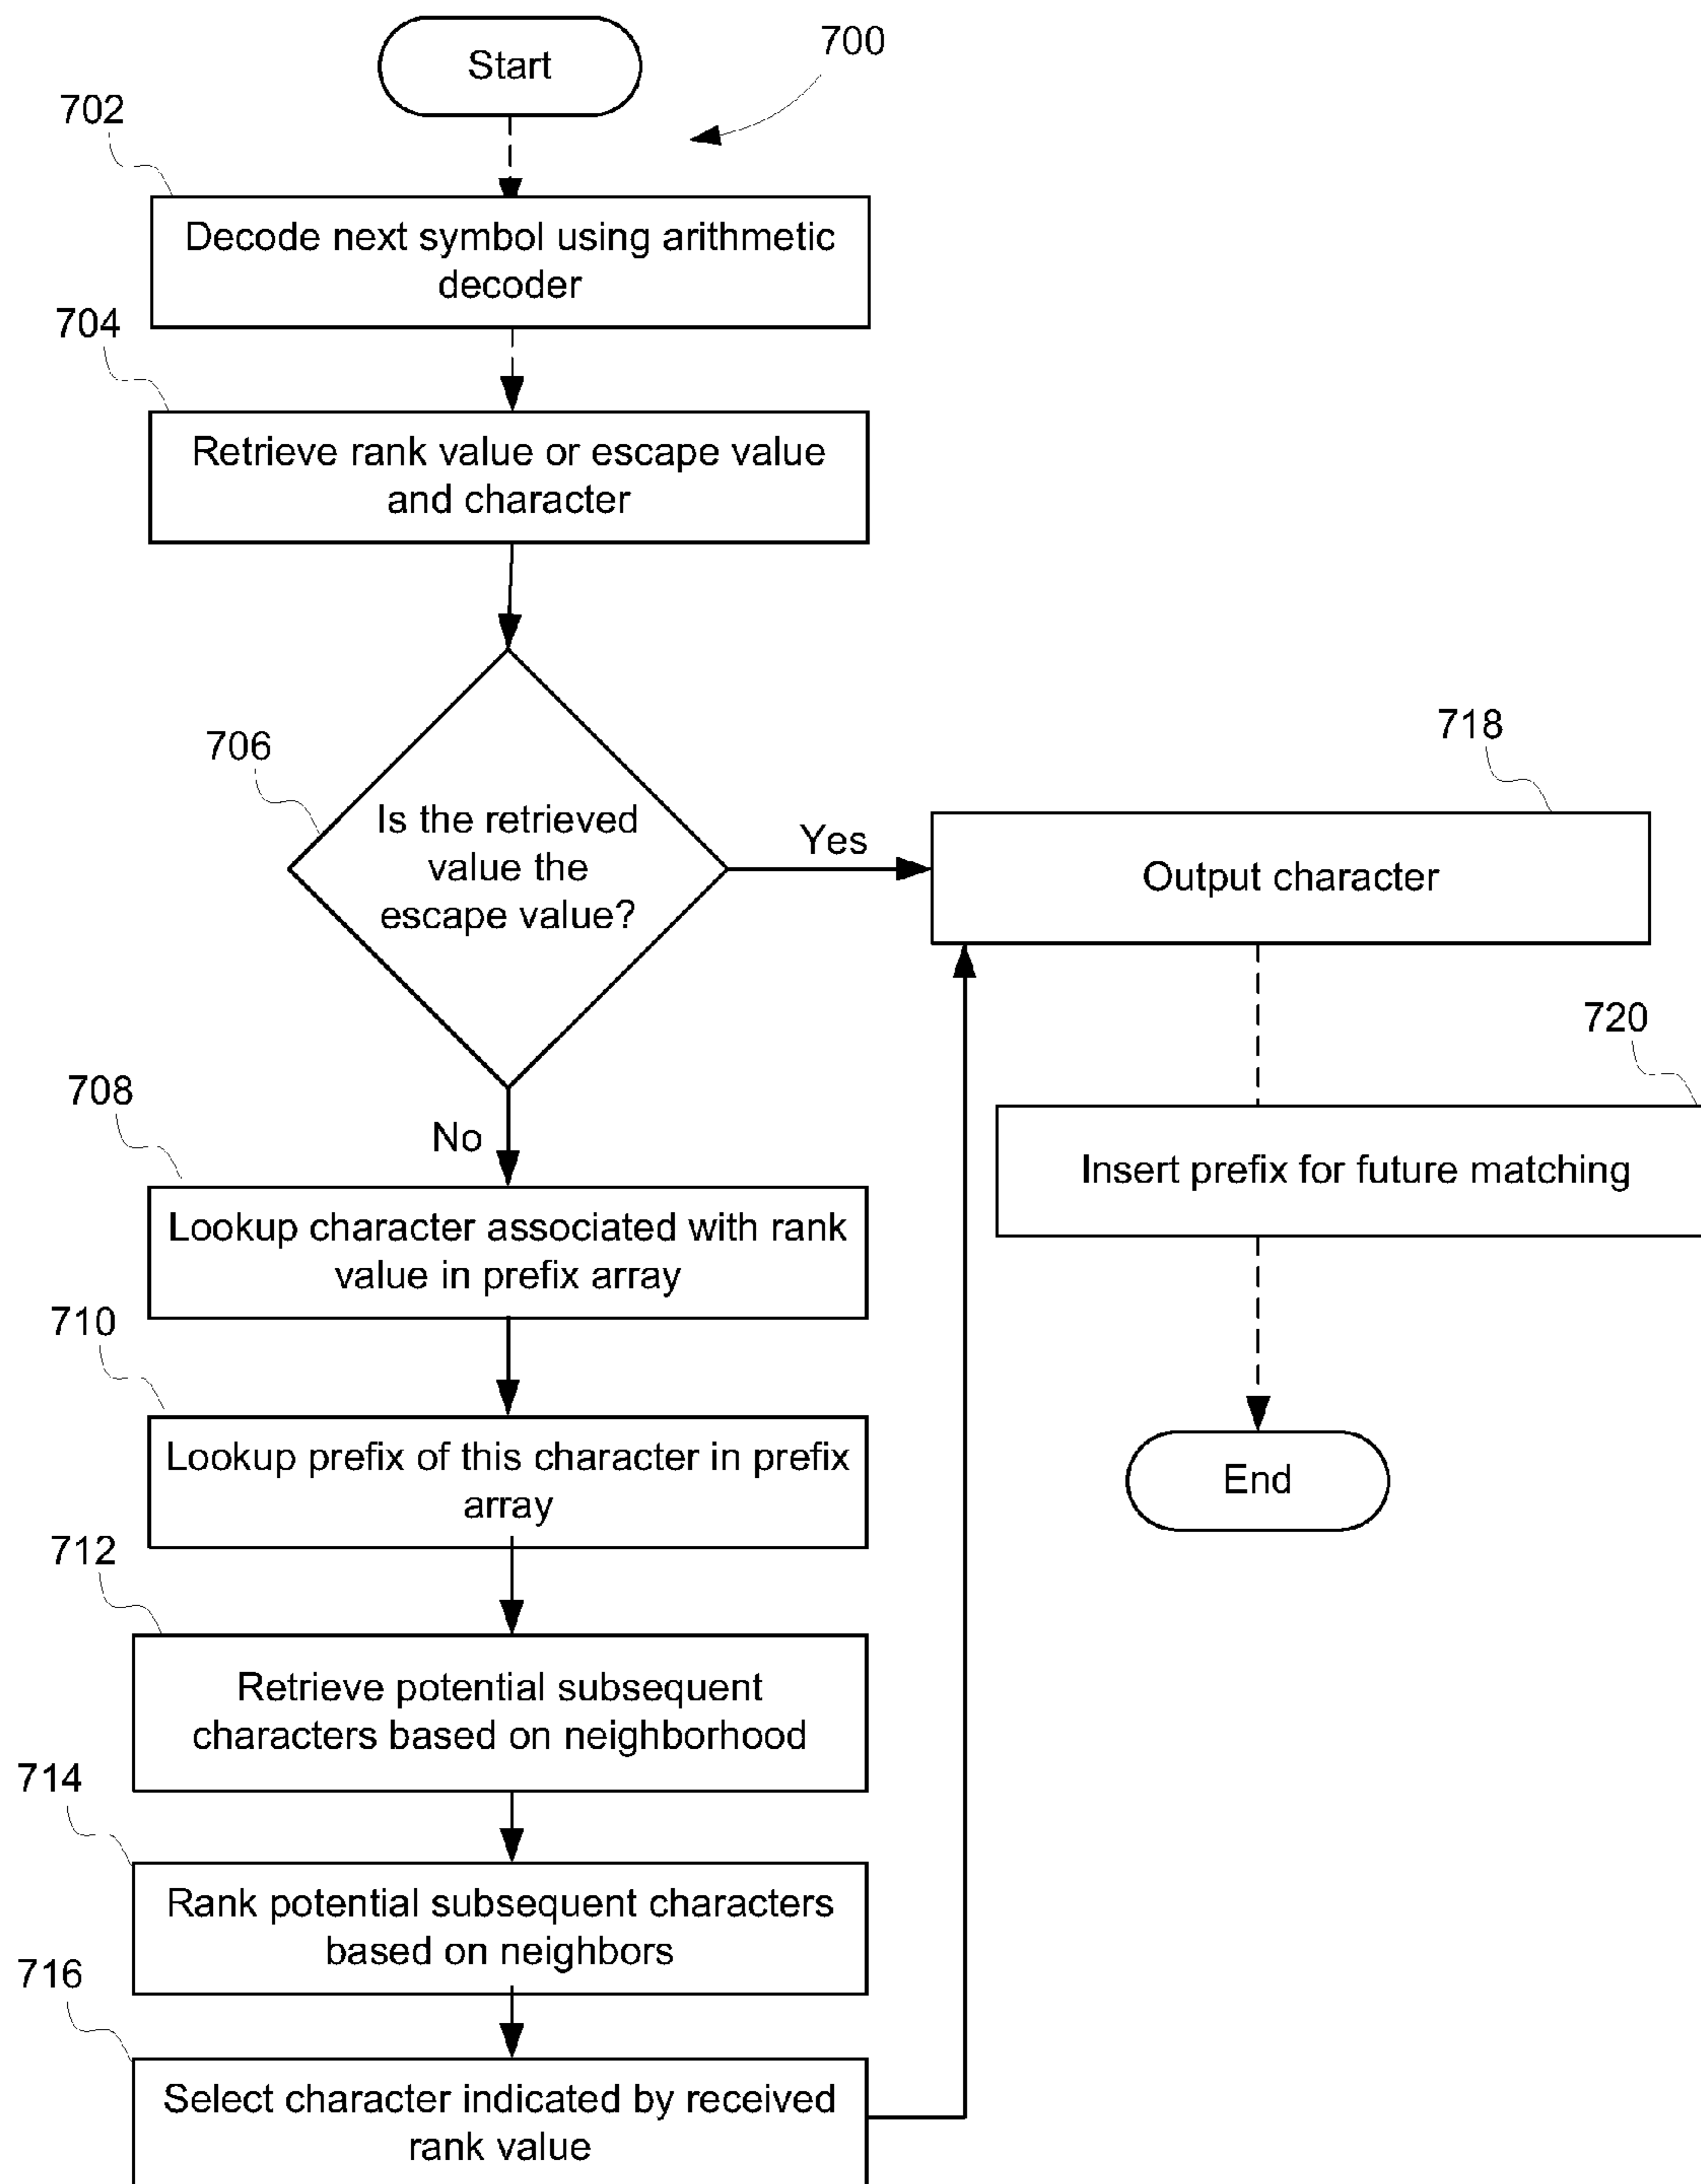 Start
700
702
Decode next symbol using arithmetic
decoder
704
Retrieve rank value or escape value
and character
706
Is the retrieved
value the
escape value?
Yes
718
Output character
720
Insert prefix for future matching
End
No
708
Lookup character associated with rank
value in prefix array
710
Lookup prefix of this character in prefix
array
712
Retrieve potential subsequent
characters based on neighborhood
714
Rank potential subsequent characters
based on neighbors
716
Select character indicated by received
rank value